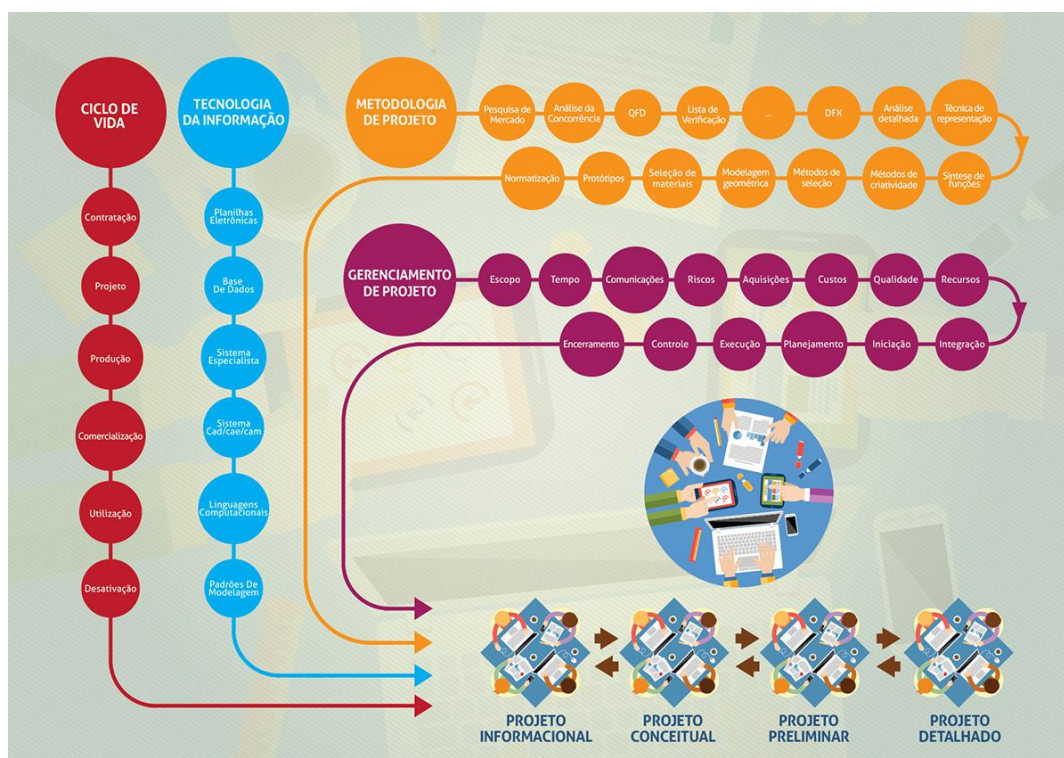 CICLO DE
VIDA
Contratação
Projeto
Produção
Comercialização
Utilização
Desativação
TECNOLOGIA
DA INFORMAÇÃO
Planilhas
Eletrônicas
Base
De Dados
Sistema
Especialista
Sistema
Cad/cae/cam
Linguagens
Computacionais
Padrões De
Modelagem
METODOLOGIA
DE PROJETO
Pesquisa de
Mercado
Análise da
Concorrência
QFD
Lista de
Verificação
...
DFX
Análise
detalhada
Técnica de
representação
Normatização
Protótipos
Seleção de
materiais
Modelagem
geométrica
Métodos de
seleção
Métodos de
criatividade
Síntese de
funções
GERENCIAMENTO
DE PROJETO
Escopo
Tempo
Comunicações
Riscos
Aquisições
Custos
Qualidade
Recursos
Encerramento
Controle
Execução
Planejamento
Iniciação
Integração
PROJETO
INFORMACIONAL
PROJETO
CONCEITUAL
PROJETO
PRELIMINAR
PROJETO
DETALHADO